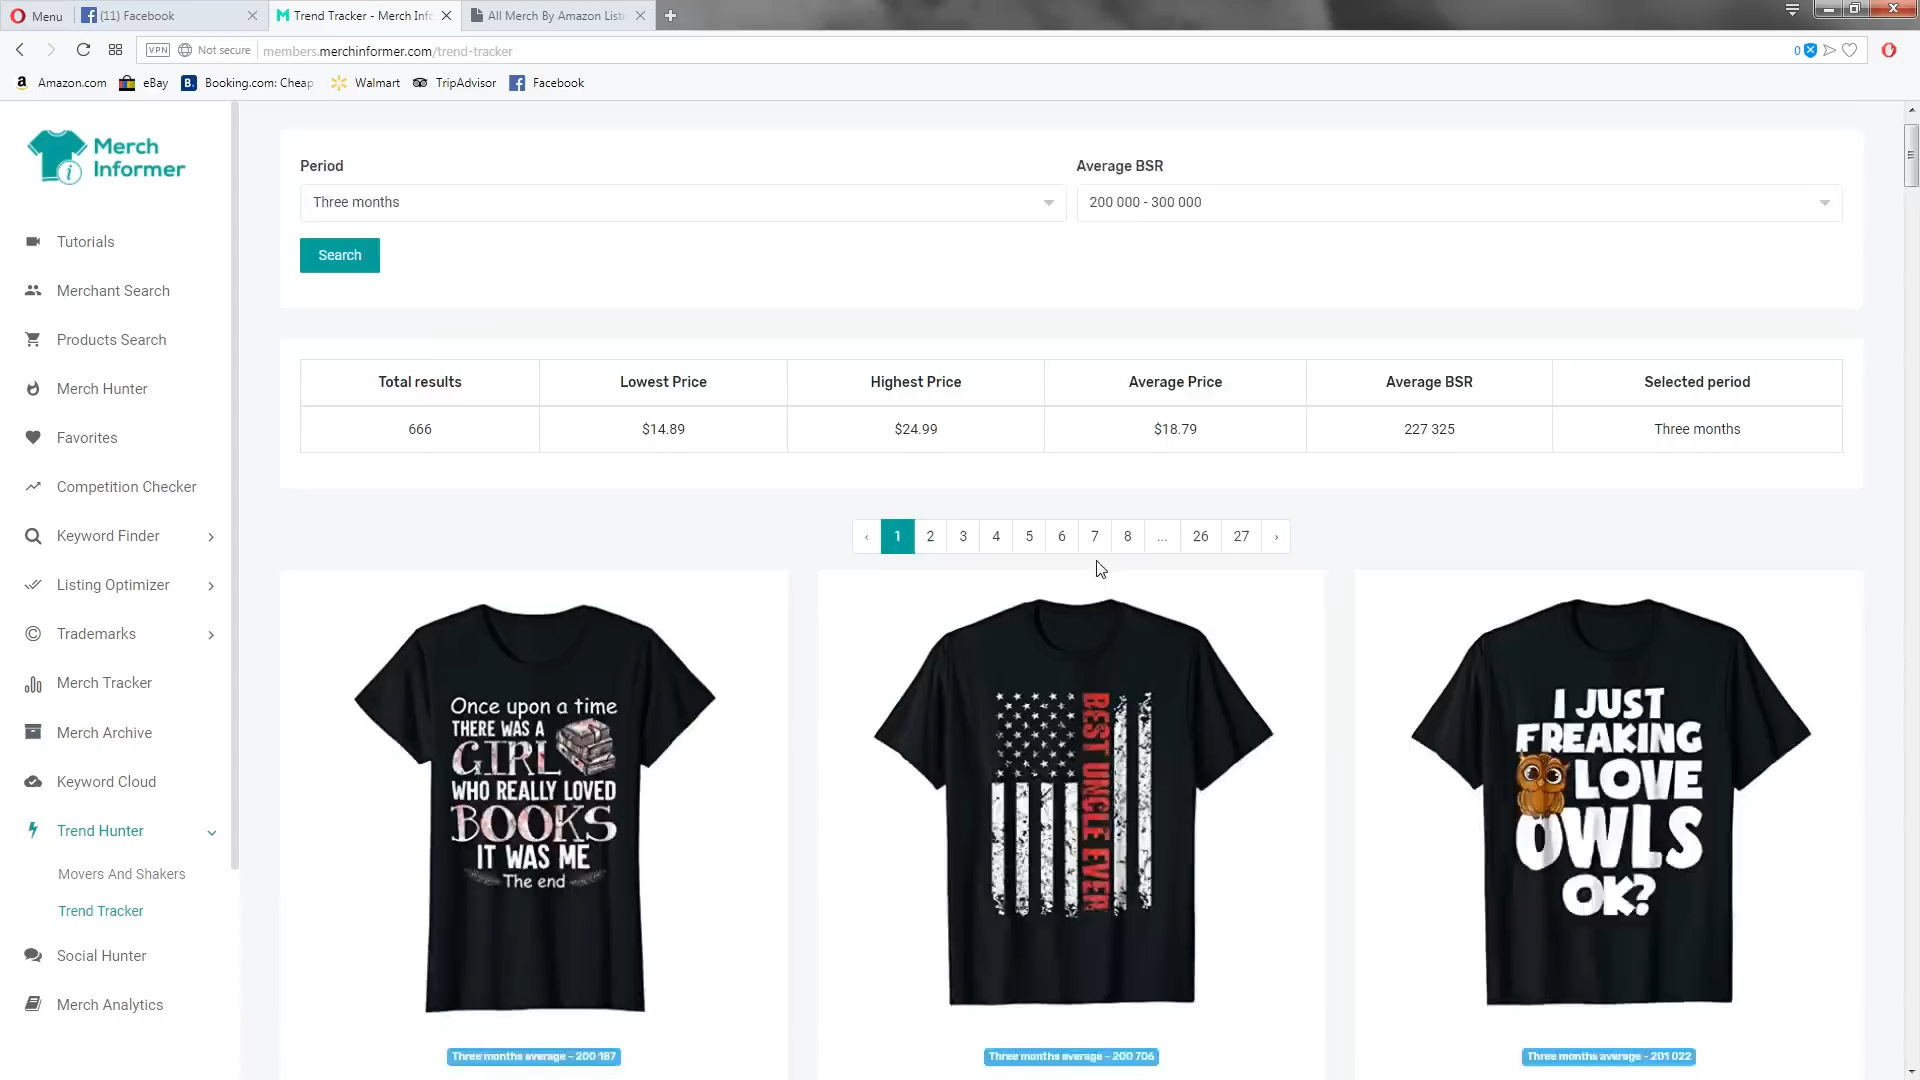 Menu
(11) Facebook
Trend Tracker - Merch Inf
All Merch By Amazon List
VPN
Not secure
members.merchinformer.com/trend-tracker
0
Amazon.com
eBay
Booking.com: Cheap
Walmart
TripAdvisor
Facebook
Merch
Informer
Tutorials
Merchant Search
Products Search
Merch Hunter
Favorites
Competition Checker
Keyword Finder
Listing Optimizer
Trademarks
Merch Tracker
Merch Archive
Keyword Cloud
Trend Hunter
Movers And Shakers
Trend Tracker
Social Hunter
Merch Analytics
Period
Average BSR
Three months
200 000 - 300 000
Search
Total results
Lowest Price
Highest Price
Average Price
Average BSR
Selected period
666
$14.89
$24.99
$18.79
227 325
Three months
‹ 1 2 3 4 5 6 7 8 ... 26 27 ›
Once upon a time
THERE WAS A
GIRL
WHO REALLY LOVED
BOOKS
IT WAS ME
The end
BEST UNCLE EVER
I JUST
FREAKING
LOVE
OWLS
OK?
Three months average - 200 187
Three months average - 200 706
Three months average - 201 022